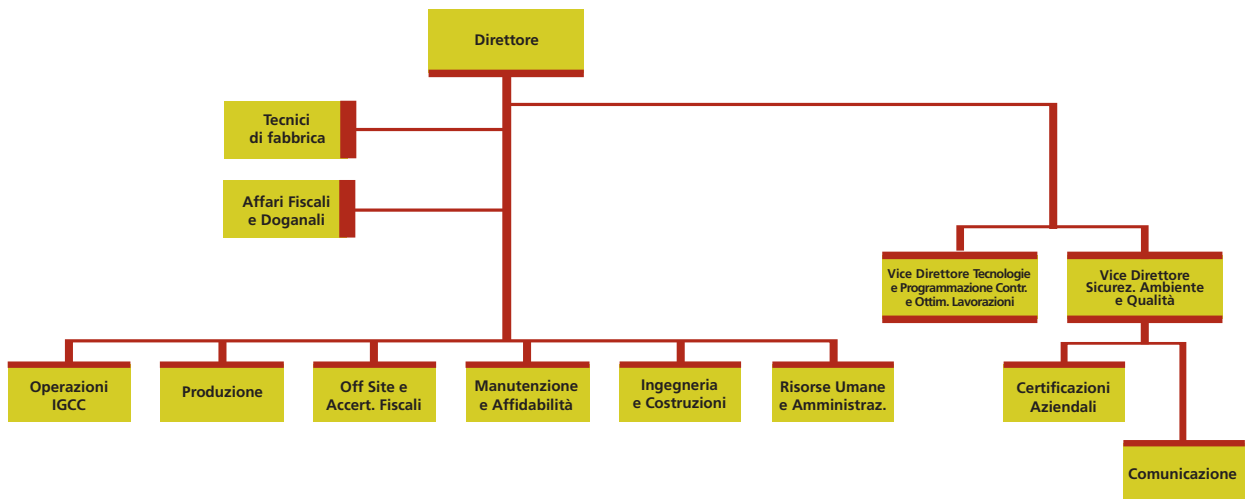 Direttore
Tecnici
di fabbrica
Affari Fiscali
e Doganali
Vice Direttore Tecnologie
e Programmazione Contr.
e Ottim. Lavorazioni
Vice Direttore
Sicurez. Ambiente
e Qualità
Operazioni
IGCC
Produzione
Off Site e
Accert. Fiscali
Manutenzione
e Affidabilità
Ingegneria
e Costruzioni
Risorse Umane
e Amministraz.
Certificazioni
Aziendali
Comunicazione